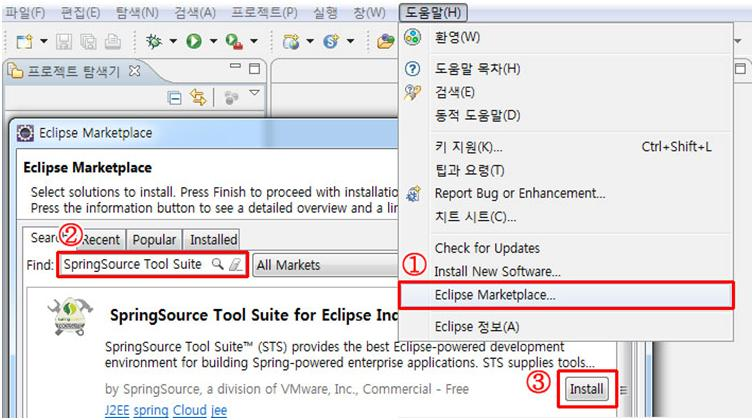 파일(F) 편집(E) 탐색(N) 검색(A) 프로젝트(P) 실행 창(W) 도움말(H)
환영(W)
프로젝트 탐색기
도움말 목차(H)
검색(E)
동적 도움말(D)
Eclipse Marketplace
키 지원(K)... Ctrl+Shift+L
Eclipse Marketplace
팁과 요령(T)
Select solutions to install. Press Finish to proceed with installatio
Report Bug or Enhancement...
Press the information button to see a detailed overview and a lin
치트 시트(C)...
② Recent Popular Installed
Check for Updates
Find: SpringSource Tool Suite All Markets
① Install New Software...
Eclipse Marketplace...
SpringSource Tool Suite for Eclipse Ind
Eclipse 정보(A)
SpringSource Tool Suite™ (STS) provides the best Eclipse-powered development
environment for building Spring-powered enterprise applications. STS supplies tools...
by SpringSource, a division of VMware, Inc., Commercial - Free
③ Install
J2EE spring Cloud jee